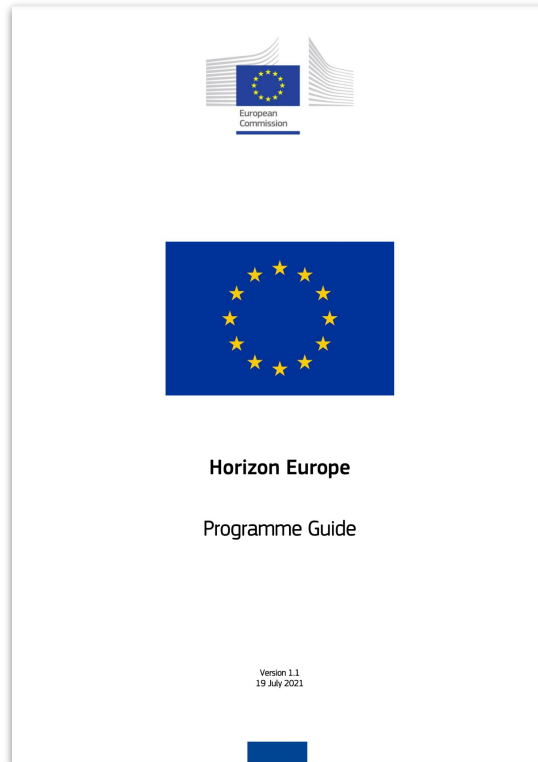 European
Commission
Horizon Europe
Programme Guide
Version 1.1
19 July 2021